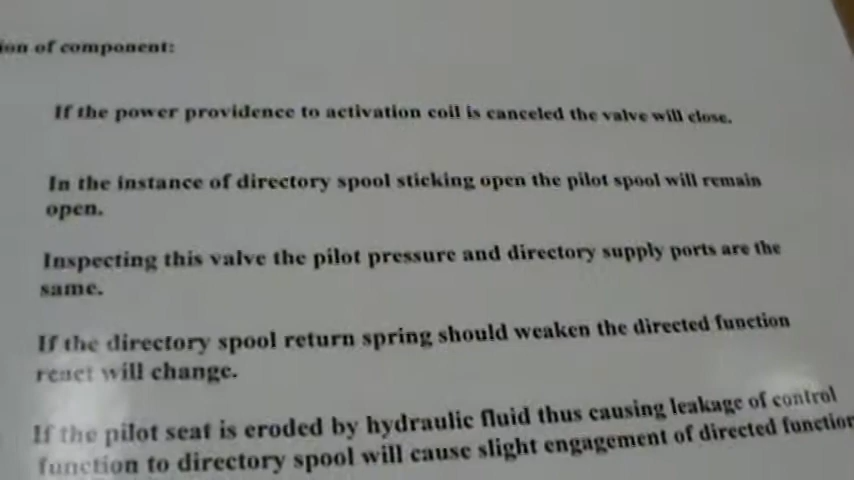 ion of component:
If the power providence to activation coil is canceled the valve will close.
In the instance of directory spool sticking open the pilot spool will remain
open.
Inspecting this valve the pilot pressure and directory supply ports are the
same.
If the directory spool return spring should weaken the directed function
react will change.
If the pilot seat is eroded by hydraulic fluid thus causing leakage of control
function to directory spool will cause slight engagement of directed function